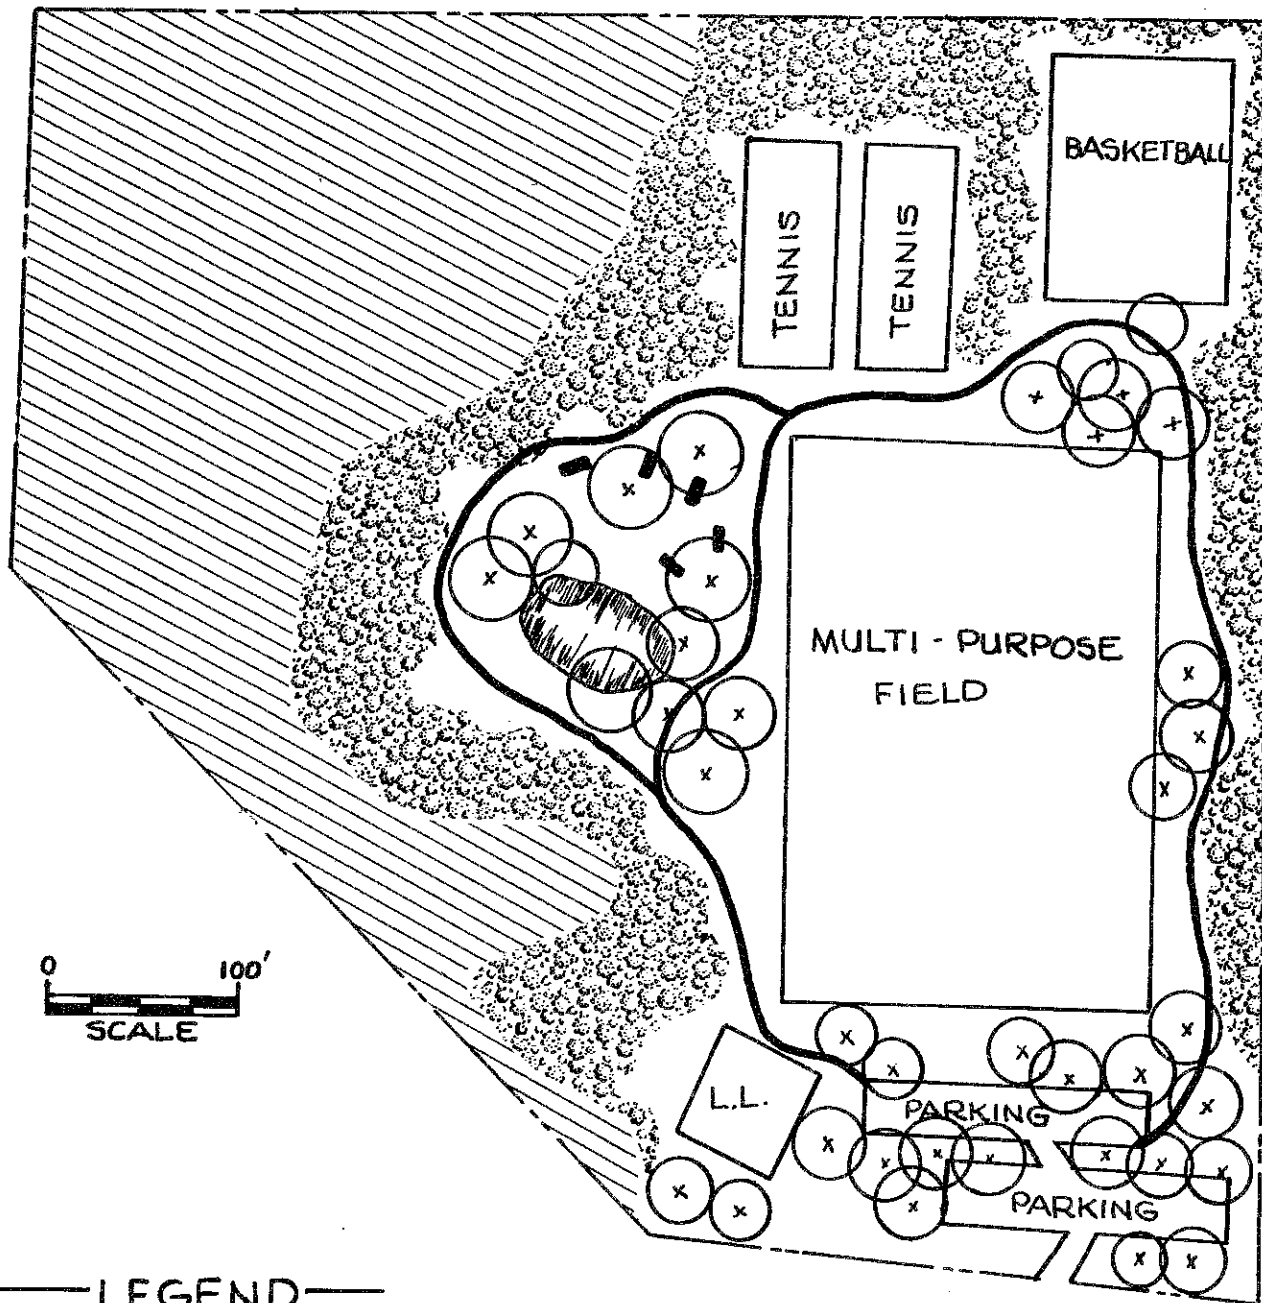 BASKETBALL
TENNIS
TENNIS
MULTI - PURPOSE
FIELD
0 100'
SCALE
L.L.
PARKING
PARKING
LEGEND